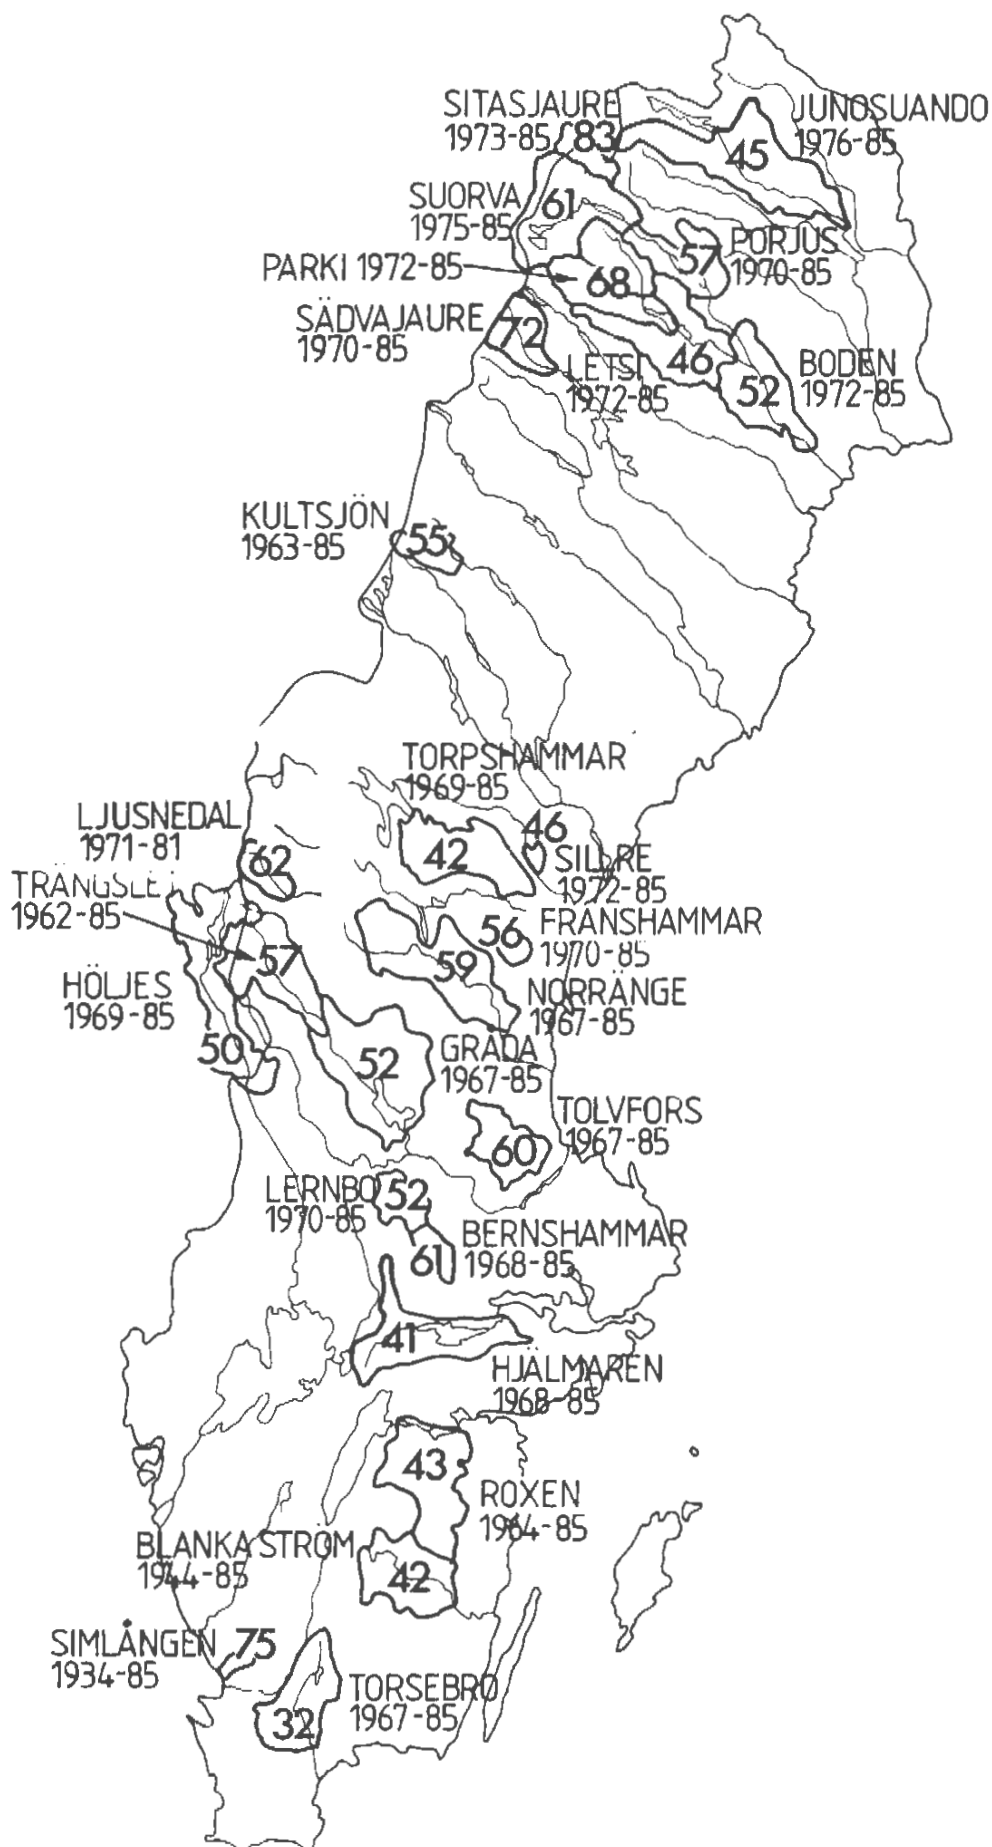 SITASJAURE
1973-85
83
JUNOSUANDO
1976-85
45
SUORVA
1975-85
61
PORJUS
1970-85
57
PARKI 1972-85
68
SÄDVAJAURE
1970-85
72
LETSI
1972-85
46
BODEN
1972-85
52
KULTSJÖN
1963-85
55
TORPSHAMMAR
1969-85
42
46
SILLRE
1972-85
LJUSNEDAL
1971-81
62
TRÄNGSLET
1962-85
57
FRANSHAMMAR
1970-85
56
59
NORRÄNGE
1967-85
HÖLJES
1969-85
50
GRÅDA
1967-85
52
TOLVFORS
1967-85
60
LERNBO
1970-85
52
BERNSHAMMAR
1968-85
61
41
HJÄLMAREN
1968-85
43
ROXEN
1964-85
BLANKA STRÖM
1944-85
42
SIMLÅNGEN
1934-85
75
TORSEBRO
1967-85
32